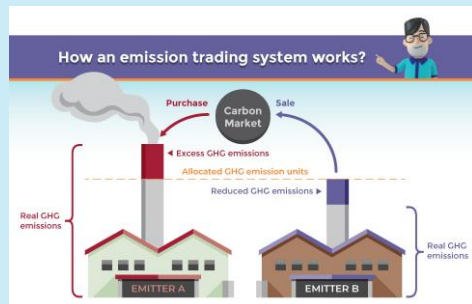 How an emission trading system works?
Purchase
Carbon
Market
Sale
Excess GHG emissions
Allocated GHG emission units
Reduced GHG emissions
Real GHG
emissions
Real GHG
emissions
EMITTER A
EMITTER B